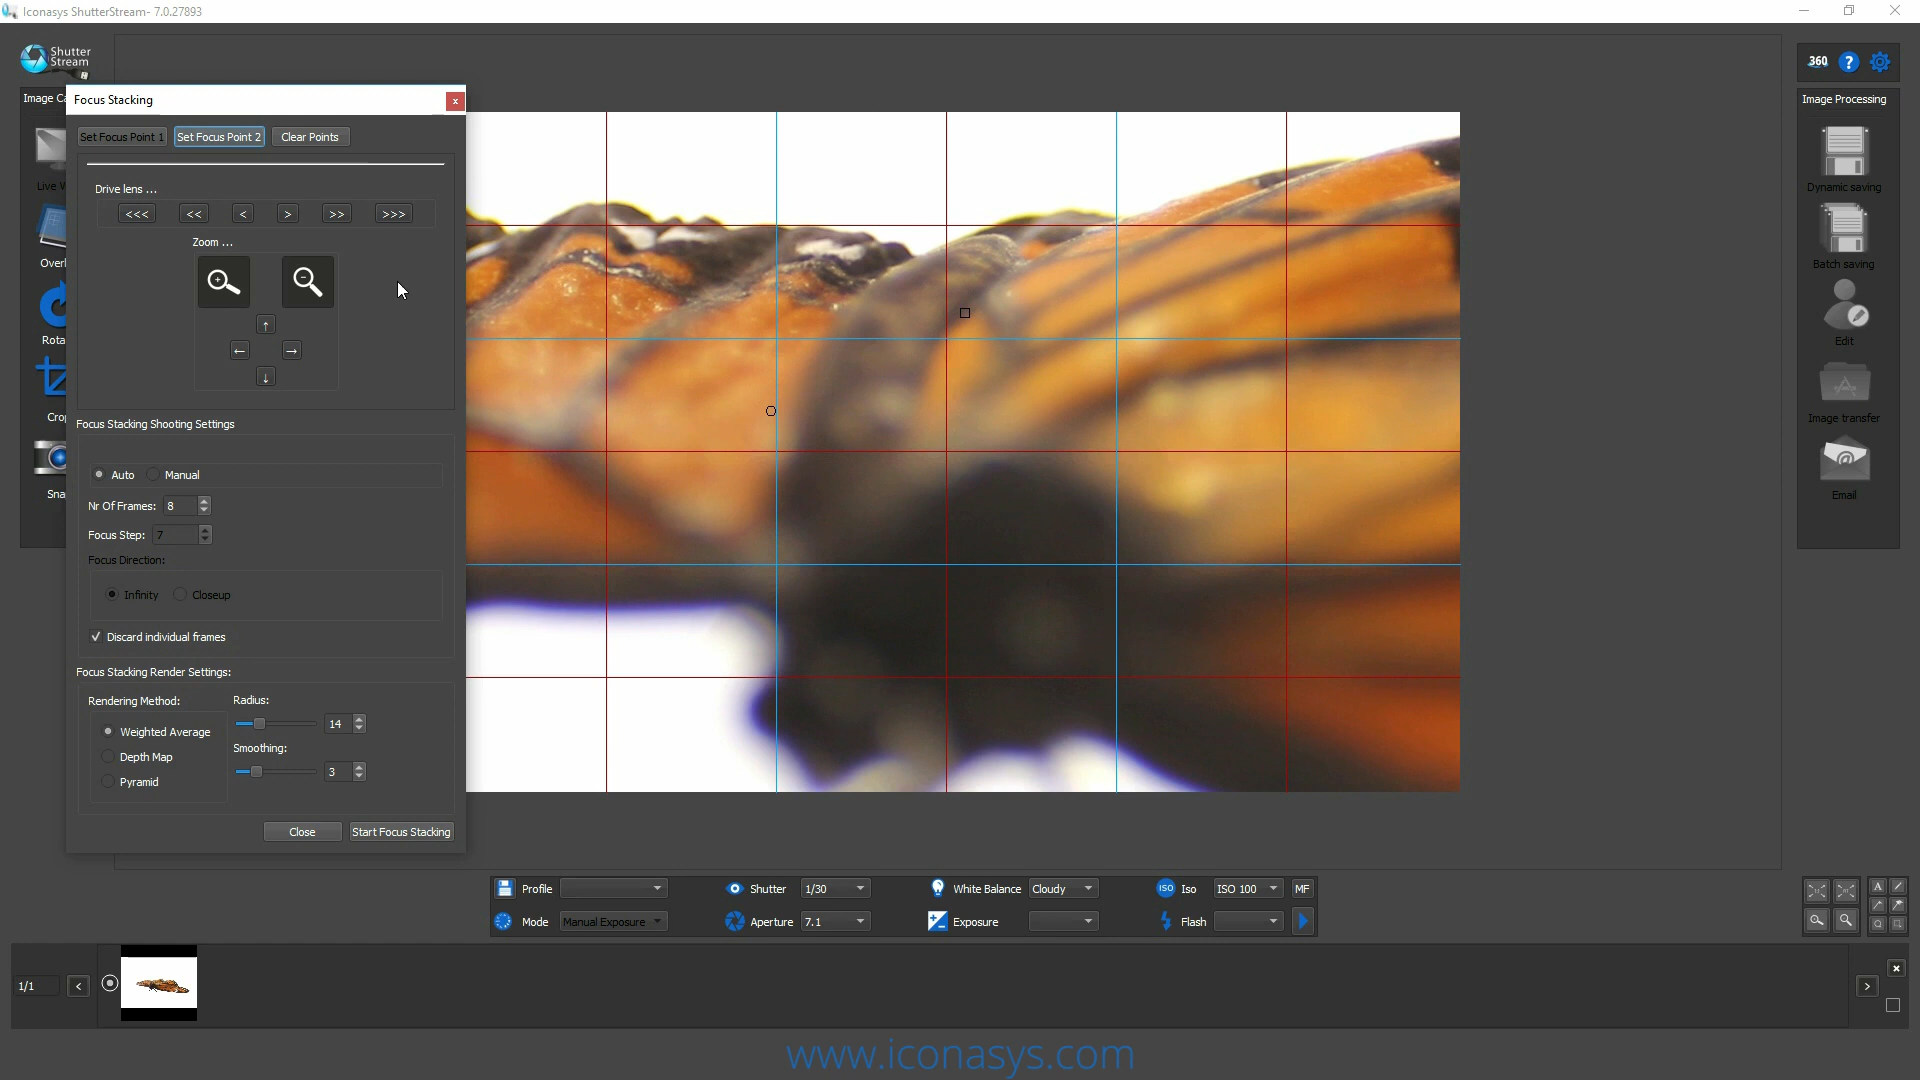 Iconasys ShutterStream- 7.0.27893
Shutter
Stream
360
?
Image Ca
Focus Stacking
x
Image Processing
Set Focus Point 1
Set Focus Point 2
Clear Points
Drive lens ...
<<<
<<
<
>
>>
>>>
Live
Dynamic saving
Zoom ...
Overl
Batch saving
↑
Rota
Edit
← →
↓
Cro
Image transfer
Focus Stacking Shooting Settings
Auto
Manual
Sna
Email
Nr Of Frames: 8
Focus Step: 7
Focus Direction:
Infinity
Closeup
Discard individual frames
Focus Stacking Render Settings:
Rendering Method:
Radius:
14
Weighted Average
Smoothing:
Depth Map
3
Pyramid
Close
Start Focus Stacking
Profile
Shutter 1/30
White Balance Cloudy
ISO Iso ISO 100 MF
Mode Manual Exposure
Aperture 7.1
Exposure
Flash
A
1/1
<
>
www.iconasys.com